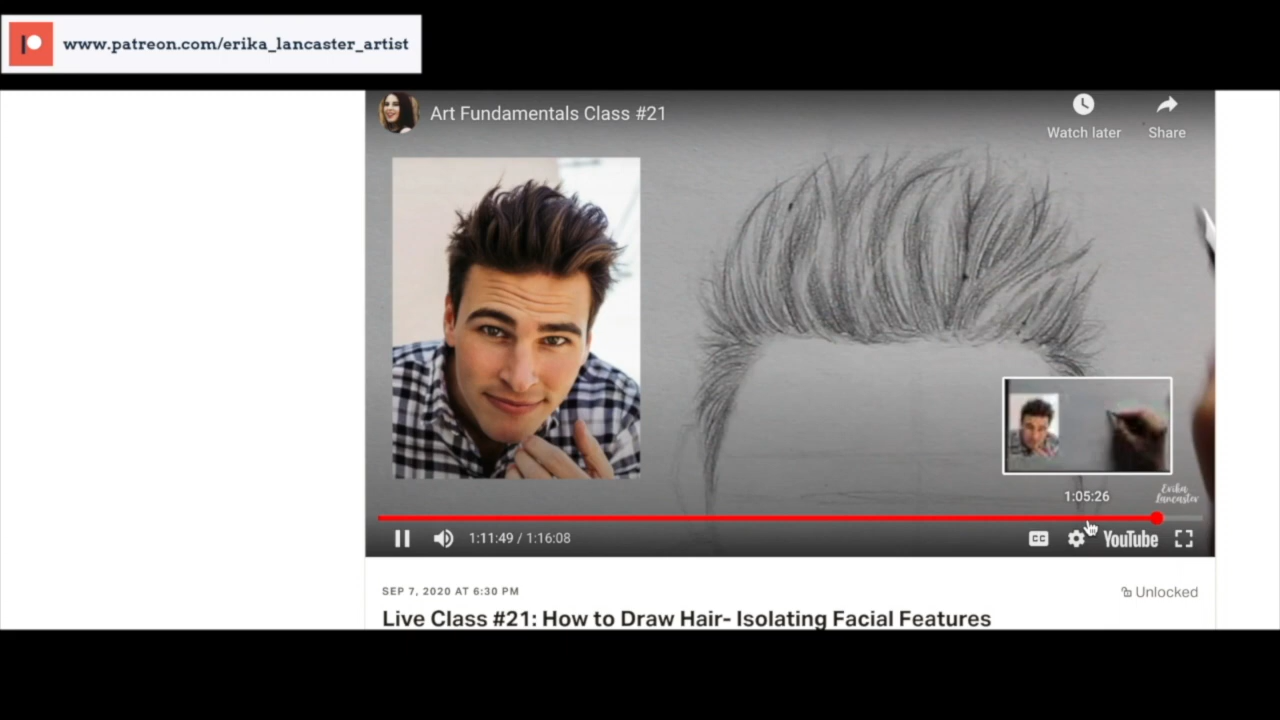 www.patreon.com/erika_lancaster_artist
Art Fundamentals Class #21
Watch later
Share
1:05:26
Erika
Lancaster
1:11:49 / 1:16:08
CC
YouTube
SEP 7, 2020 AT 6:30 PM
Unlocked
Live Class #21: How to Draw Hair- Isolating Facial Features